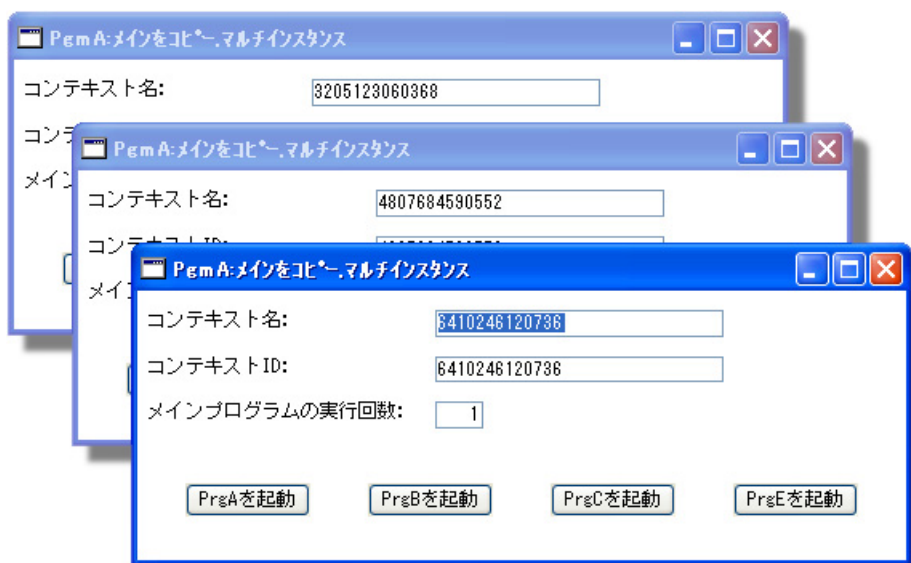 PgmA:メインをコピー.マルチインスタンス
コンテキスト名: 3205123060368
コンテ
メイン
PgmA:メインをコピー.マルチインスタンス
コンテキスト名: 4807684590552
コンテキストID:
メイ
PgmA:メインをコピー.マルチインスタンス
コンテキスト名: 6410246120736
コンテキストID: 6410246120736
メインプログラムの実行回数: 1
PrgAを起動 PrgBを起動 PrgCを起動 PrgEを起動